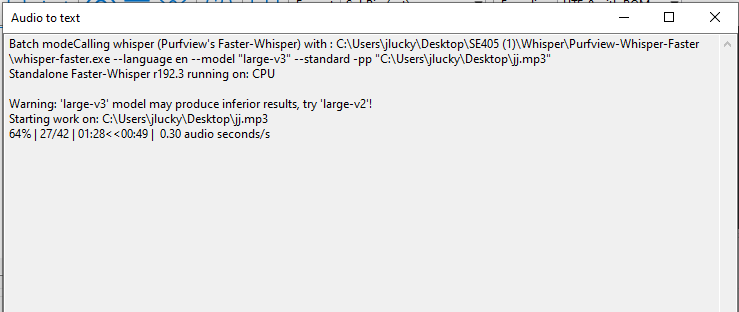 Audio to text
Batch modeCalling whisper (Purfview's Faster-Whisper) with : C:\Users\jlucky\Desktop\SE405 (1)\Whisper\Purfview-Whisper-Faster
\whisper-faster.exe --language en --model "large-v3" --standard -pp "C:\Users\jlucky\Desktop\jj.mp3"
Standalone Faster-Whisper r192.3 running on: CPU
Warning: 'large-v3' model may produce inferior results, try 'large-v2'!
Starting work on: C:\Users\jlucky\Desktop\jj.mp3
64% | 27/42 | 01:28<<00:49 | 0.30 audio seconds/s